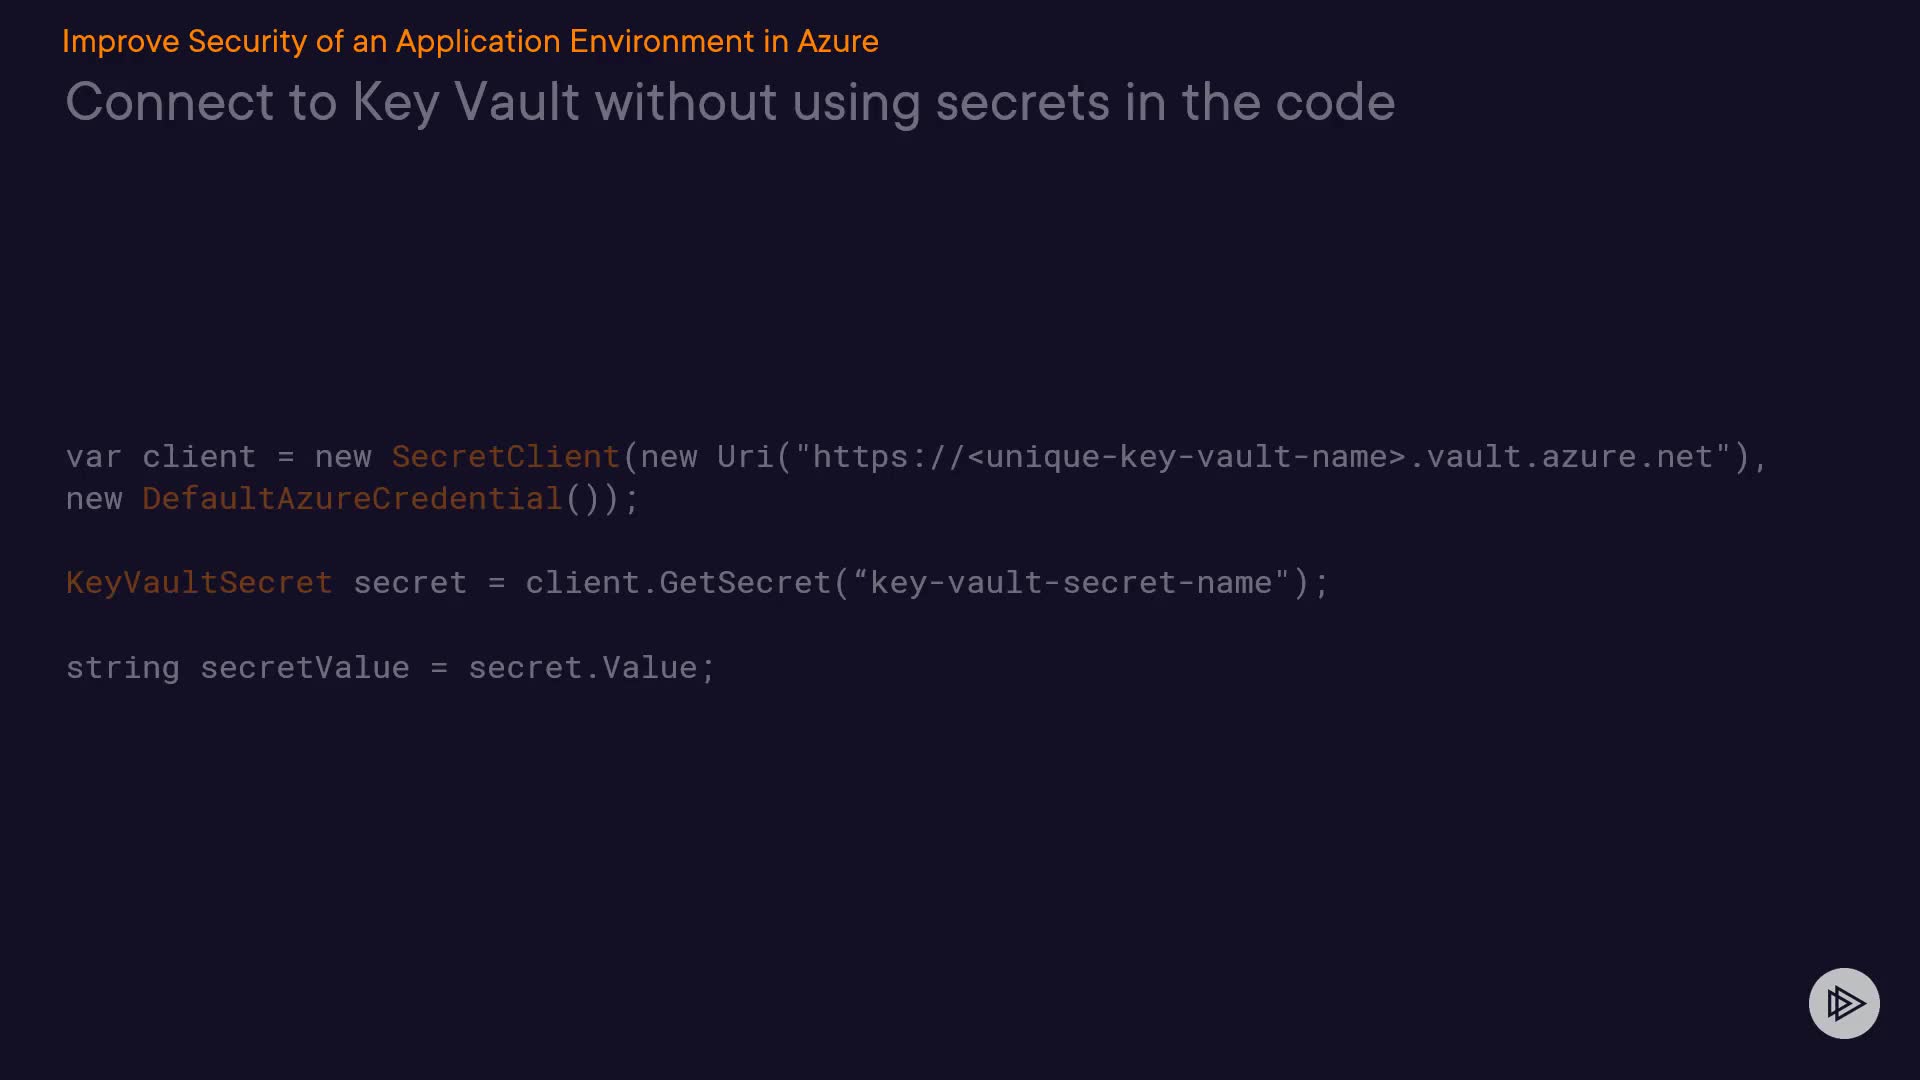 Improve Security of an Application Environment in Azure
Connect to Key Vault without using secrets in the code
var client = new SecretClient(new Uri("https://<unique-key-vault-name>.vault.azure.net"),
new DefaultAzureCredential());
KeyVaultSecret secret = client.GetSecret(“key-vault-secret-name");
string secretValue = secret.Value;